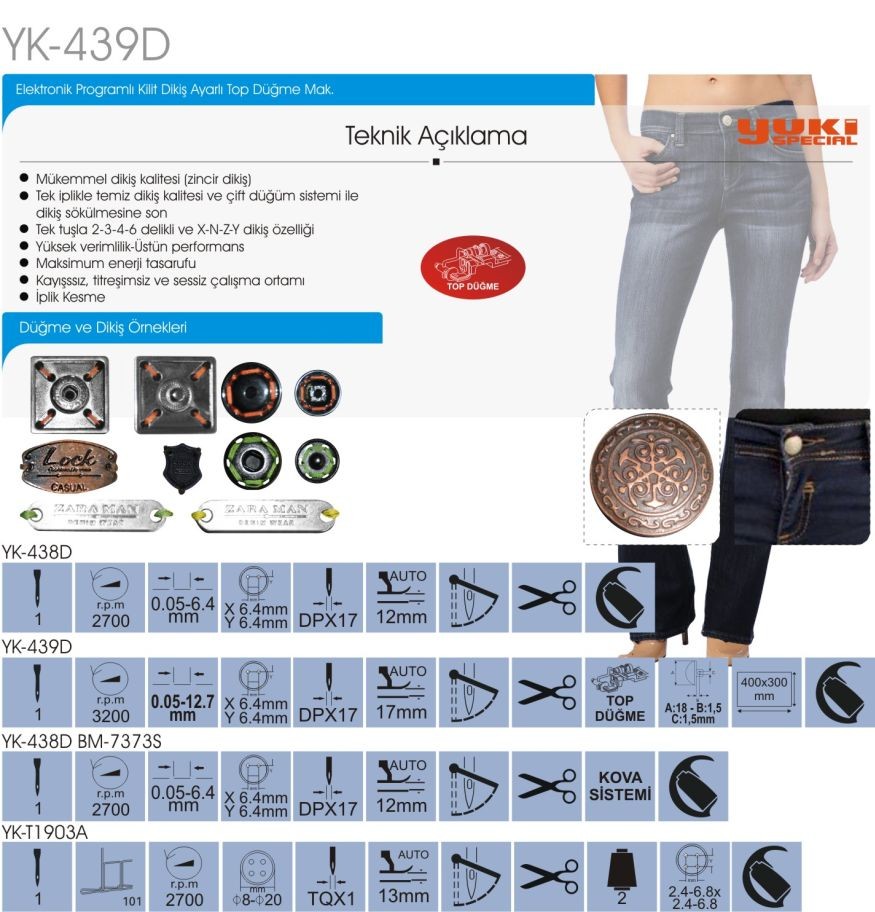 YK-439D
Elektronik Programlı Kilit Dikiş Ayarlı Top Düğme Mak.
Teknik Açıklama
YUKI
SPECIAL
Mükemmel dikiş kalitesi (zincir dikiş)
Tek iplikle temiz dikiş kalitesi ve çift düğüm sistemi ile
dikiş sökülmesine son
Tek tuşla 2-3-4-6 delikli ve X-N-Z-Y dikiş özelliği
Yüksek verimlilik-Üstün performans
Maksimum enerji tasarufu
Kayışssız, titreşimsiz ve sessiz çalışma ortamı
İplik Kesme
TOP DÜĞME
Düğme ve Dikiş Örnekleri
Lock
CASUAL
ZARA MAN
DENIM WEAR
ZARA MAN
DENIM WEAR
YK-438D
1
r.p.m
2700
0.05-6.4
mm
mm
X 6.4mm
Y 6.4mm
DPX17
AUTO
12mm
YK-439D
1
r.p.m
3200
0.05-12.7
mm
mm
X 6.4mm
Y 6.4mm
DPX17
AUTO
17mm
TOP
DÜĞME
A:18 - B:1,5
C:1,5mm
400x300
mm
YK-438D BM-7373S
1
r.p.m
2700
0.05-6.4
mm
mm
X 6.4mm
Y 6.4mm
DPX17
AUTO
12mm
KOVA
SİSTEMİ
YK-T1903A
1
101
r.p.m
2700
mm
Φ8-Φ20
TQX1
AUTO
13mm
2
mm
2.4-6.8x
2.4-6.8